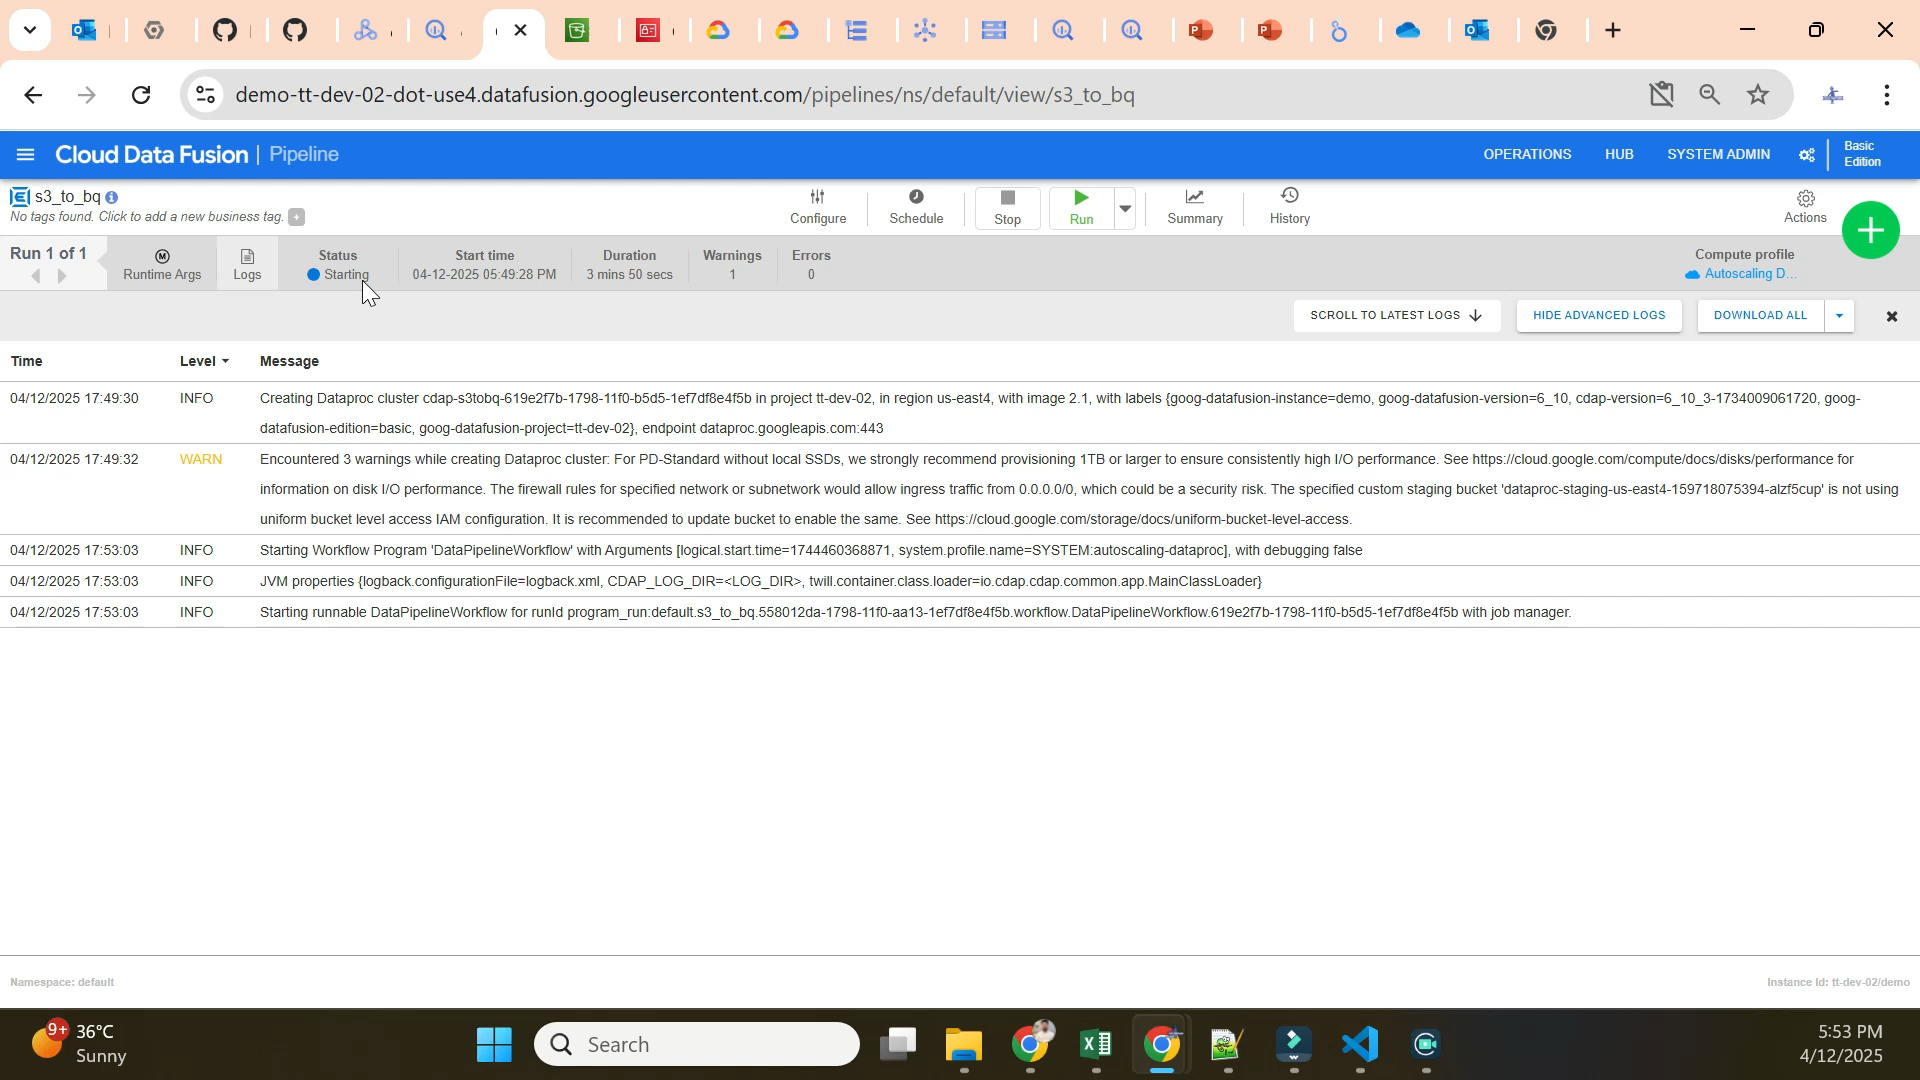 demo-tt-dev-02-dot-use4.datafusion.googleusercontent.com/pipelines/ns/default/view/s3_to_bq
Cloud Data Fusion | Pipeline
OPERATIONS
HUB
SYSTEM ADMIN
Basic
Edition
s3_to_bq
No tags found. Click to add a new business tag.
Configure
Schedule
Stop
Run
Summary
History
Actions
Run 1 of 1
Runtime Args
Logs
Status
Starting
Start time
04-12-2025 05:49:28 PM
Duration
3 mins 50 secs
Warnings
1
Errors
0
Compute profile
Autoscaling D...
SCROLL TO LATEST LOGS
HIDE ADVANCED LOGS
DOWNLOAD ALL
Time Level Message
04/12/2025 17:49:30 INFO Creating Dataproc cluster cdap-s3tobq-619e2f7b-1798-11f0-b5d5-1ef7df8e4f5b in project tt-dev-02, in region us-east4, with image 2.1, with labels {goog-datafusion-instance=demo, goog-datafusion-version=6_10, cdap-version=6_10_3-1734009061720, goog-
datafusion-edition=basic, goog-datafusion-project=tt-dev-02}, endpoint dataproc.googleapis.com:443
04/12/2025 17:49:32 WARN Encountered 3 warnings while creating Dataproc cluster: For PD-Standard without local SSDs, we strongly recommend provisioning 1TB or larger to ensure consistently high I/O performance. See https://cloud.google.com/compute/docs/disks/performance for
information on disk I/O performance. The firewall rules for specified network or subnetwork would allow ingress traffic from 0.0.0.0/0, which could be a security risk. The specified custom staging bucket 'dataproc-staging-us-east4-159718075394-alzf5cup' is not using
uniform bucket level access IAM configuration. It is recommended to update bucket to enable the same. See https://cloud.google.com/storage/docs/uniform-bucket-level-access.
04/12/2025 17:53:03 INFO Starting Workflow Program 'DataPipelineWorkflow' with Arguments [logical.start.time=1744460368871, system.profile.name=SYSTEM:autoscaling-dataproc], with debugging false
04/12/2025 17:53:03 INFO JVM properties {logback.configurationFile=logback.xml, CDAP_LOG_DIR=<LOG_DIR>, twill.container.class.loader=io.cdap.cdap.common.app.MainClassLoader}
04/12/2025 17:53:03 INFO Starting runnable DataPipelineWorkflow for runId program_run:default.s3_to_bq.558012da-1798-11f0-aa13-1ef7df8e4f5b.workflow.DataPipelineWorkflow.619e2f7b-1798-11f0-b5d5-1ef7df8e4f5b with job manager.
Namespace: default
Instance Id: tt-dev-02/demo
9+
36°C
Sunny
Search
5:53 PM
4/12/2025